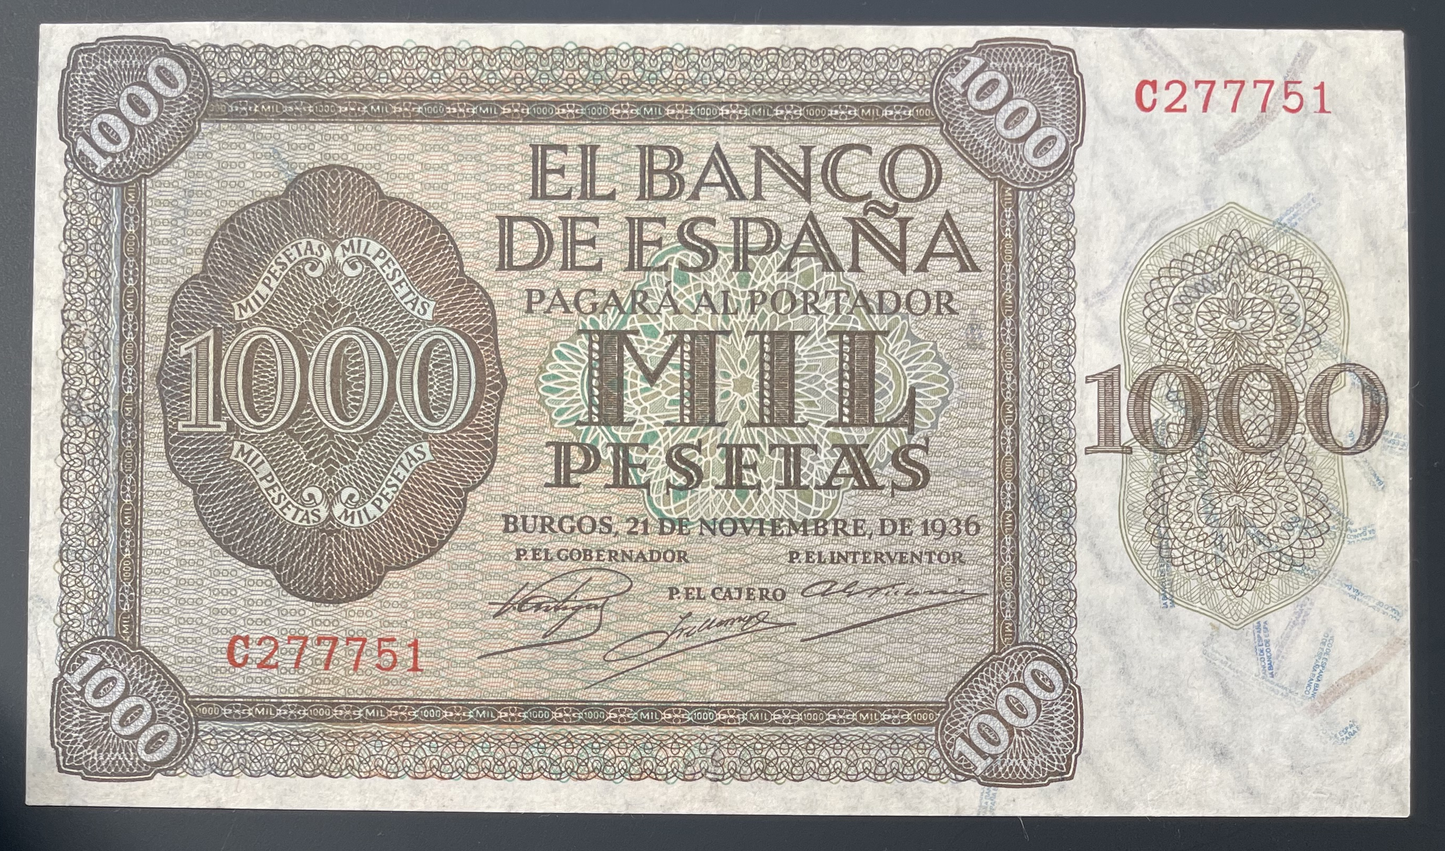 1000
1000
C277751
EL BANCO
DE ESPAÑA
PAGARÁ AL PORTADOR
MIL
PESETAS
MIL PESETAS MIL PESETAS
1000
MIL PESETAS MIL PESETAS
1000
BURGOS, 21 DE NOVIEMBRE, DE 1936
P. EL GOBERNADOR P. EL INTERVENTOR
P. EL CAJERO
C277751
1000
1000